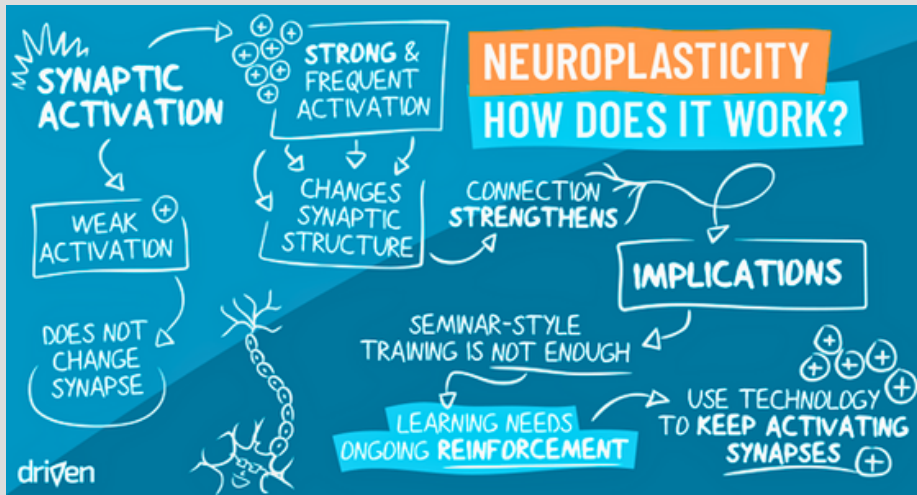 NEUROPLASTICITY
HOW DOES IT WORK?
SYNAPTIC
ACTIVATION
STRONG &
FREQUENT
ACTIVATION
WEAK
ACTIVATION
DOES NOT
CHANGE
SYNAPSE
CHANGES
SYNAPTIC
STRUCTURE
CONNECTION
STRENGTHENS
IMPLICATIONS
SEMINAR-STYLE
TRAINING IS NOT ENOUGH
LEARNING NEEDS
ONGOING REINFORCEMENT
USE TECHNOLOGY
TO KEEP ACTIVATING
SYNAPSES
driven